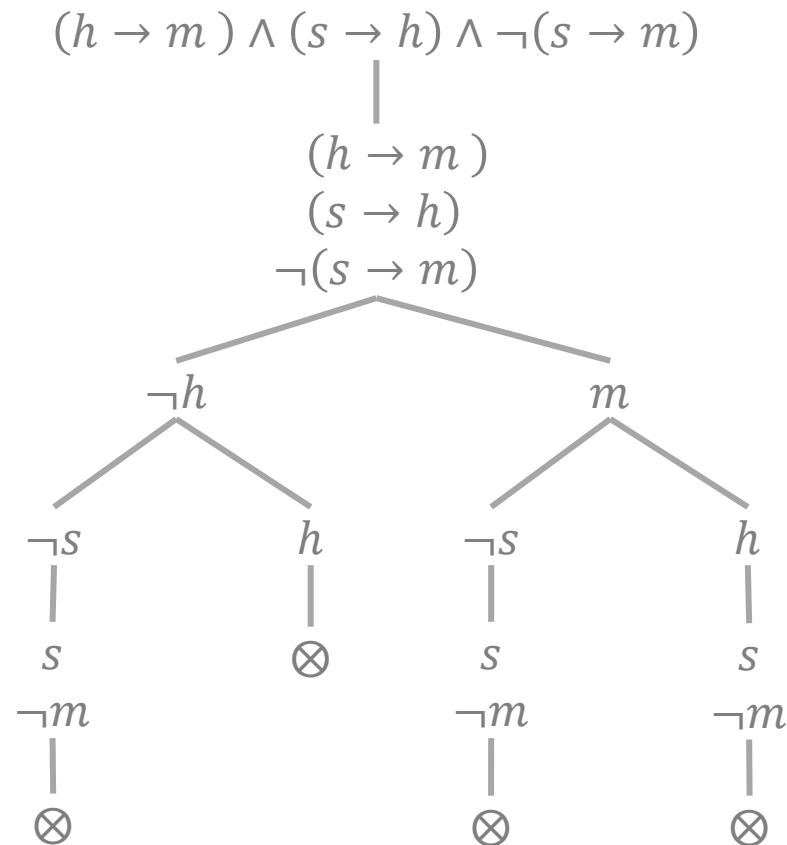 (h → m ) ∧ (s → h) ∧ ¬(s → m)
(h → m )
(s → h)
¬(s → m)
¬h m
¬s h ¬s h
s ⊗ s s
¬m ¬m ¬m
⊗ ⊗ ⊗